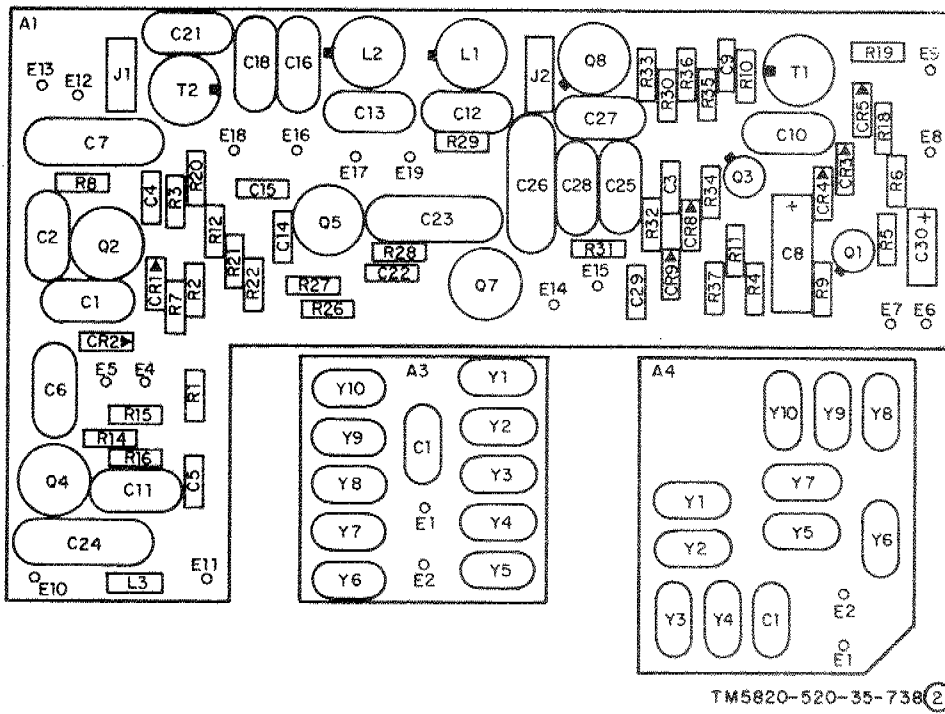 A1
C21
C18
C16
L2
L1
Q8
R33
R30
R36
R35
C9
R10
T1
R19
E9
E13
E12
J1
T2
J2
C13
C12
C27
C10
CR5
R18
C7
E18
E16
E17
E19
R29
E8
R8
C4
R3
R20
R12
C15
C14
Q5
C23
C26
C28
C25
C3
R32
R34
CR8
Q3
CR4
CR3
R6
C2
Q2
R21
R22
R28
C22
R31
CR9
R11
+
C8
Q1
R5
+
C30
C1
CR1
R7
R2
R27
R26
Q7
E14
E15
C29
R37
R4
R9
E7
E6
CR2
E5
E4
C6
R1
R15
R14
R16
Q4
C11
C5
C24
E10
L3
E11
A3
Y10
Y1
Y9
C1
Y2
Y8
Y3
E1
Y7
Y4
E2
Y6
Y5
A4
Y10
Y9
Y8
Y1
Y7
Y2
Y5
Y6
Y3
Y4
C1
E2
E1
TM5820-520-35-738 2